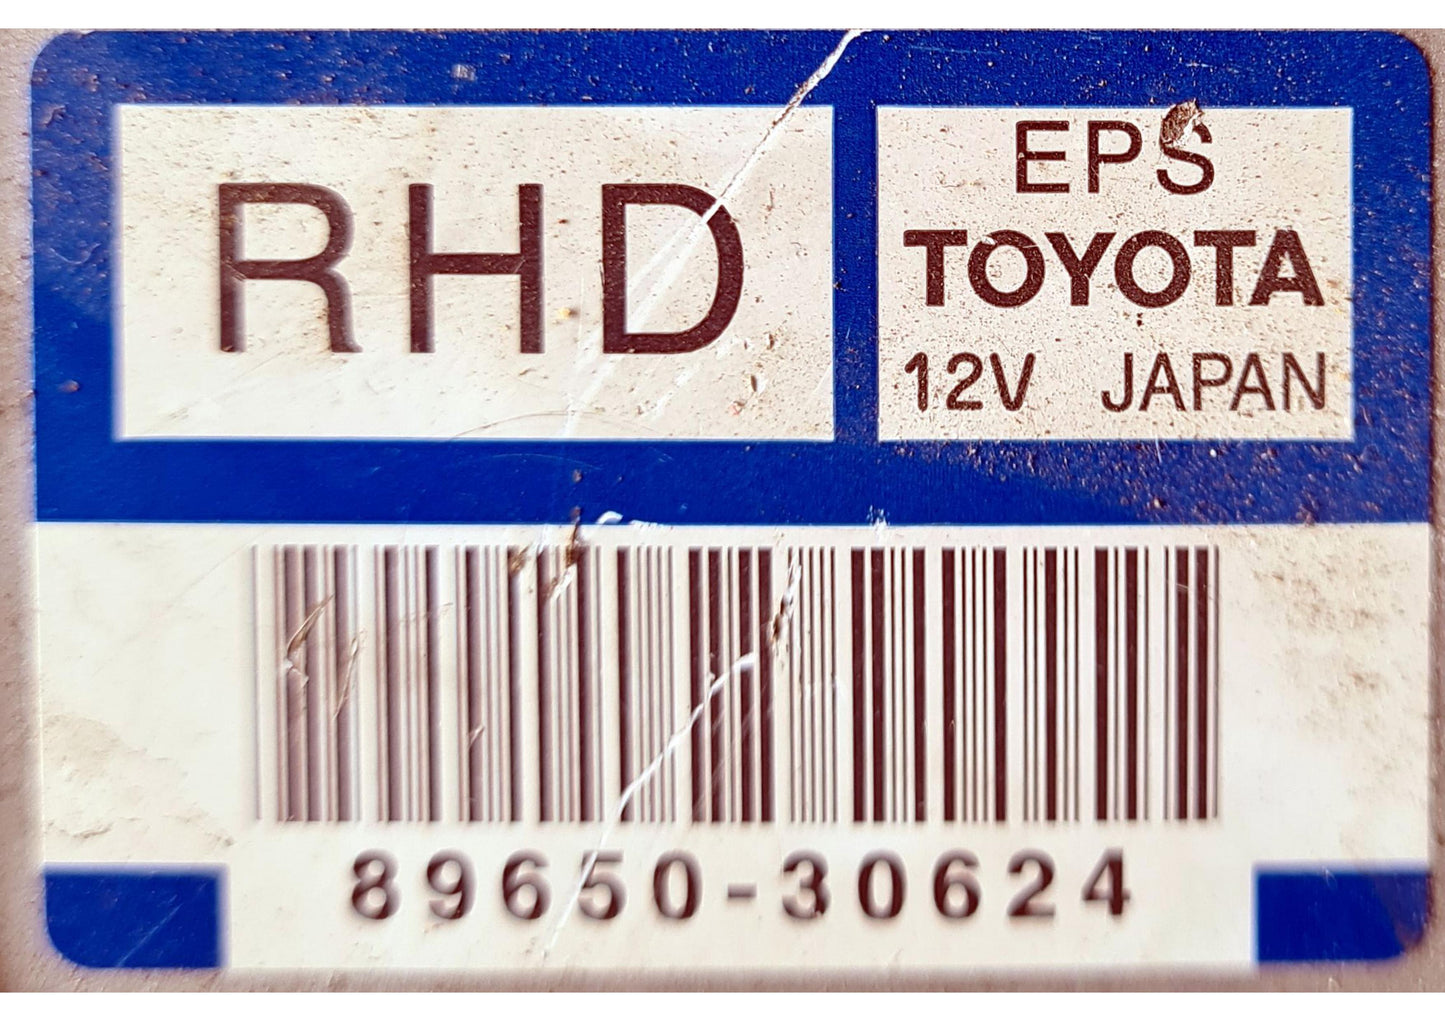 RHD
EPS
TOYOTA
12V JAPAN
89650-30624